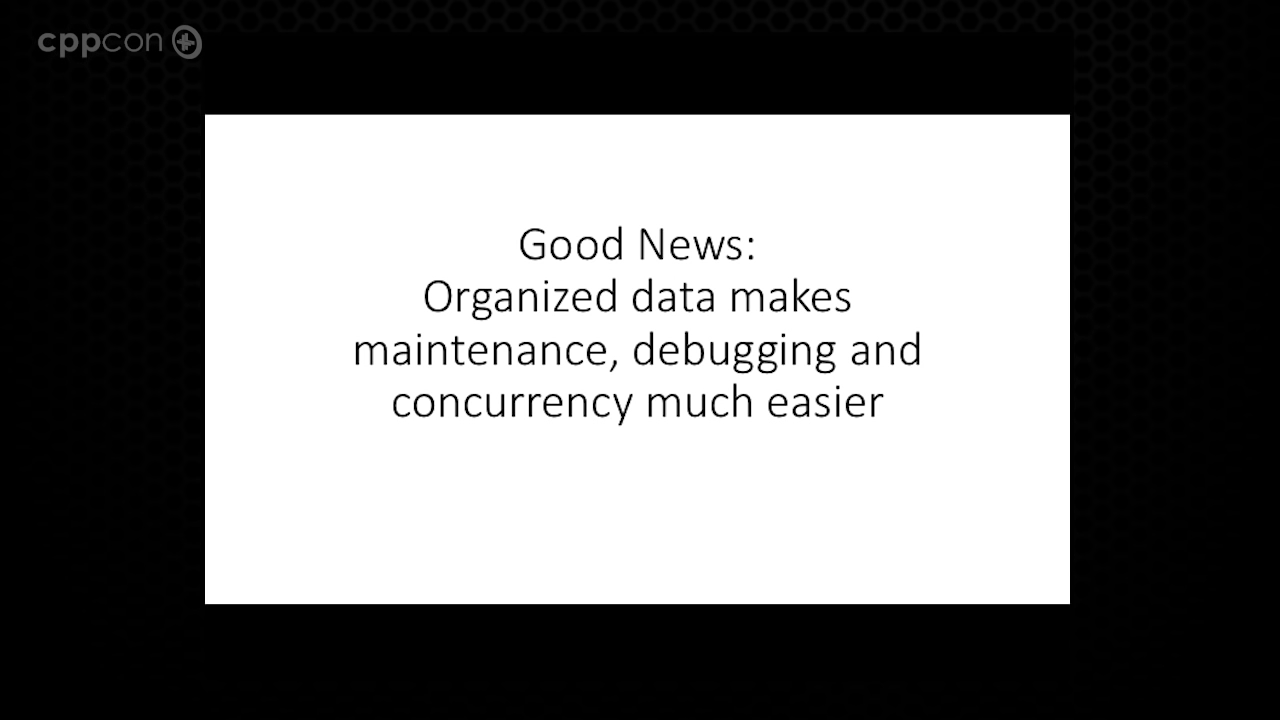 cppcon
Good News:
Organized data makes
maintenance, debugging and
concurrency much easier